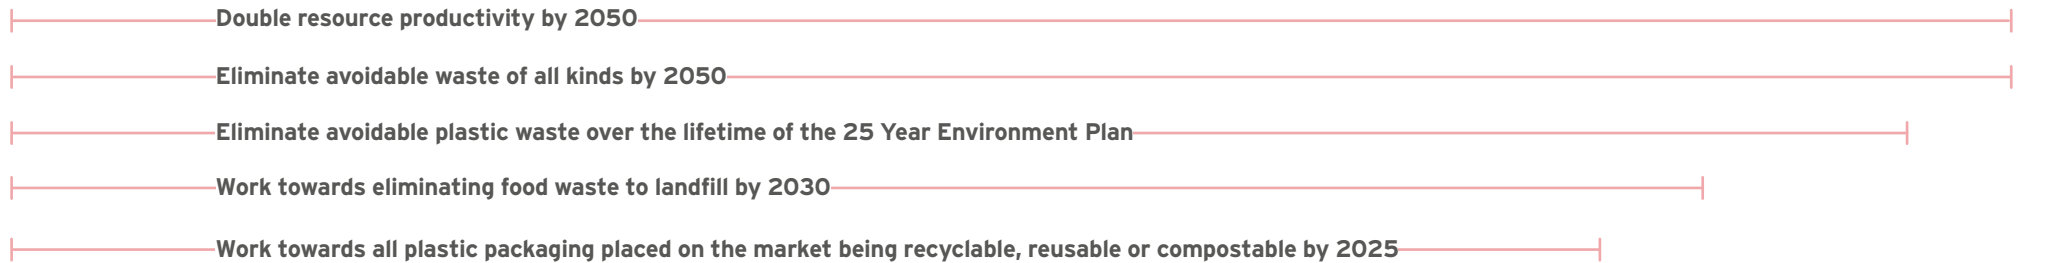 Double resource productivity by 2050
Eliminate avoidable waste of all kinds by 2050
Eliminate avoidable plastic waste over the lifetime of the 25 Year Environment Plan
Work towards eliminating food waste to landfill by 2030
Work towards all plastic packaging placed on the market being recyclable, reusable or compostable by 2025